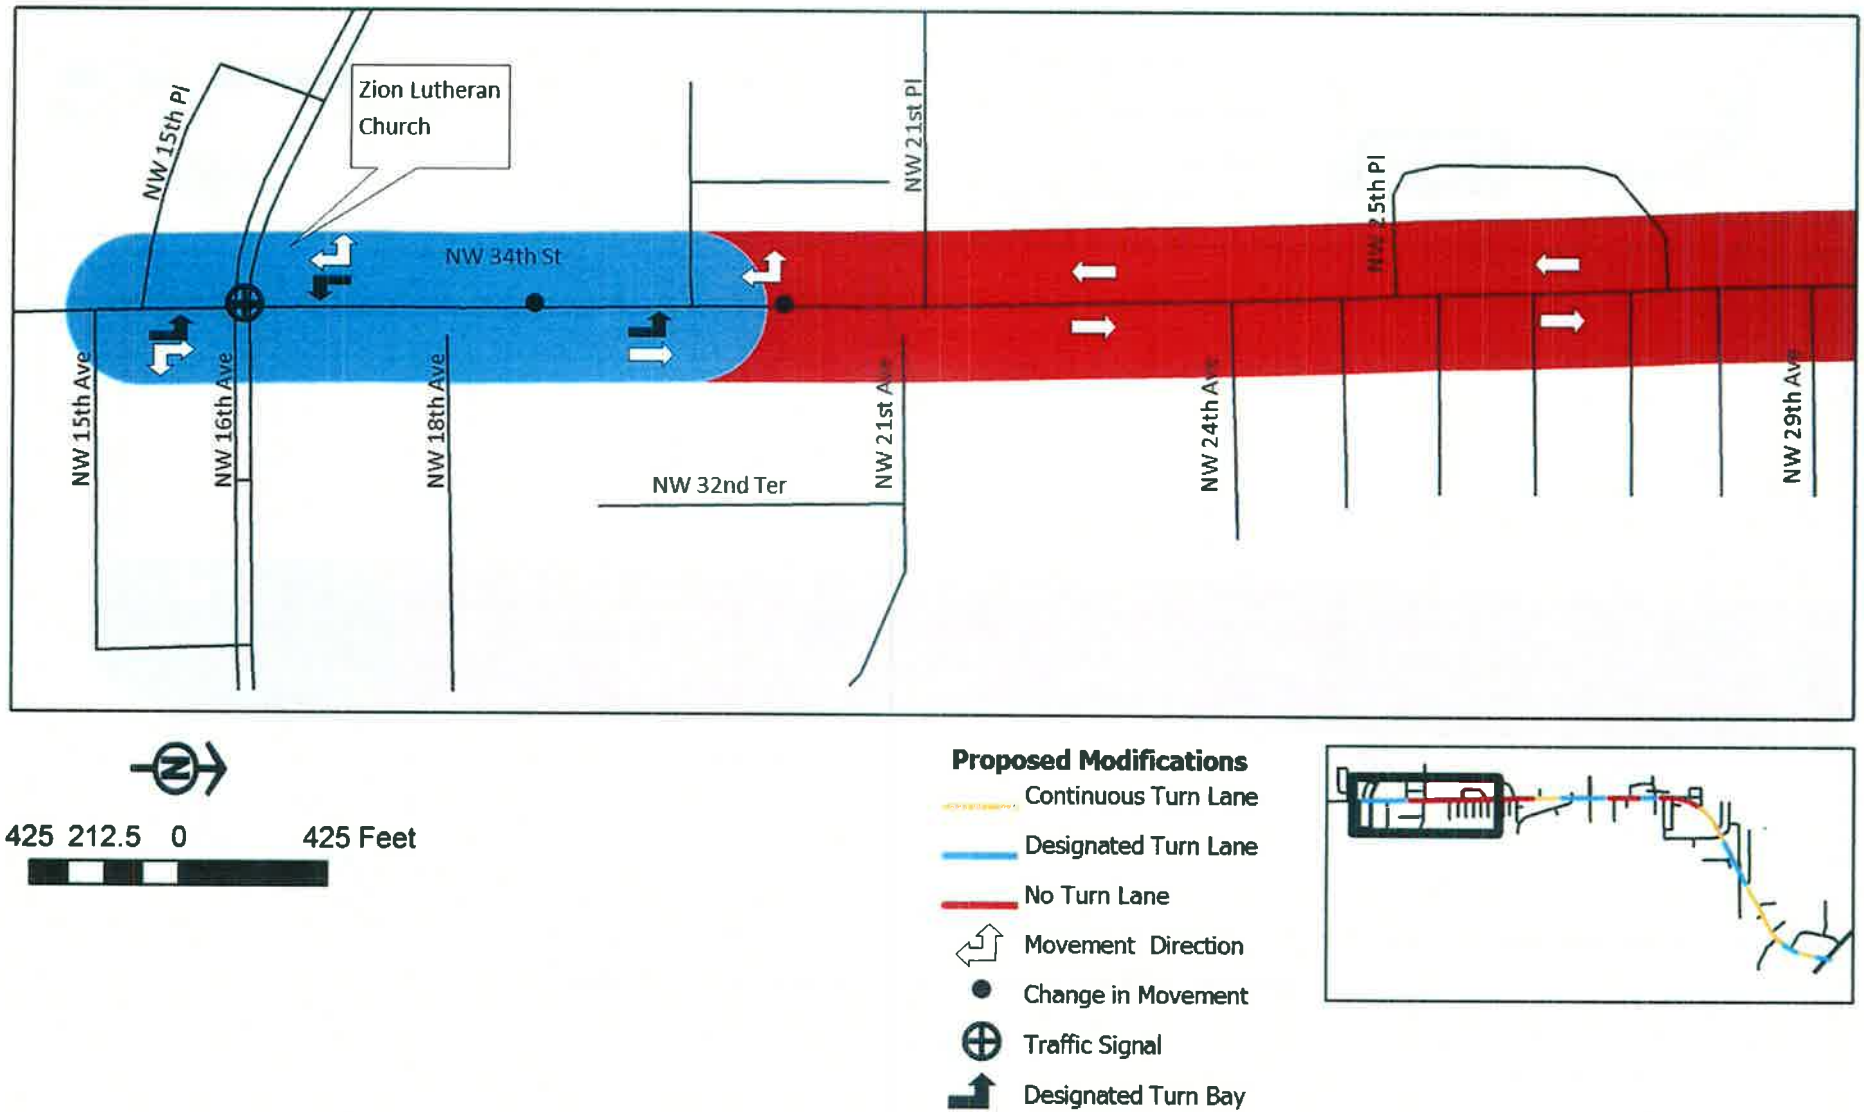 Zion Lutheran
Church
NW 15th Pl
NW 21st Pl
NW 25th Pl
NW 34th St
NW 15th Ave
NW 16th Ave
NW 18th Ave
NW 21st Ave
NW 24th Ave
NW 29th Ave
NW 32nd Ter
N
425 212.5 0 425 Feet
Proposed Modifications
Continuous Turn Lane
Designated Turn Lane
No Turn Lane
Movement Direction
Change in Movement
Traffic Signal
Designated Turn Bay